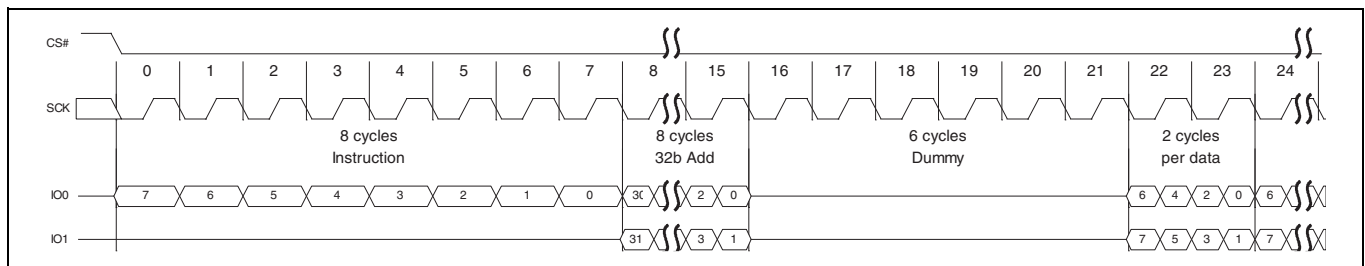 CS#
0 1 2 3 4 5 6 7 8 15 16 17 18 19 20 21 22 23 24
SCK
8 cycles 8 cycles 6 cycles 2 cycles
Instruction 32b Add Dummy per data
IO0 7 6 5 4 3 2 1 0 30 2 0 6 4 2 0 6
IO1 31 3 1 7 5 3 1 7